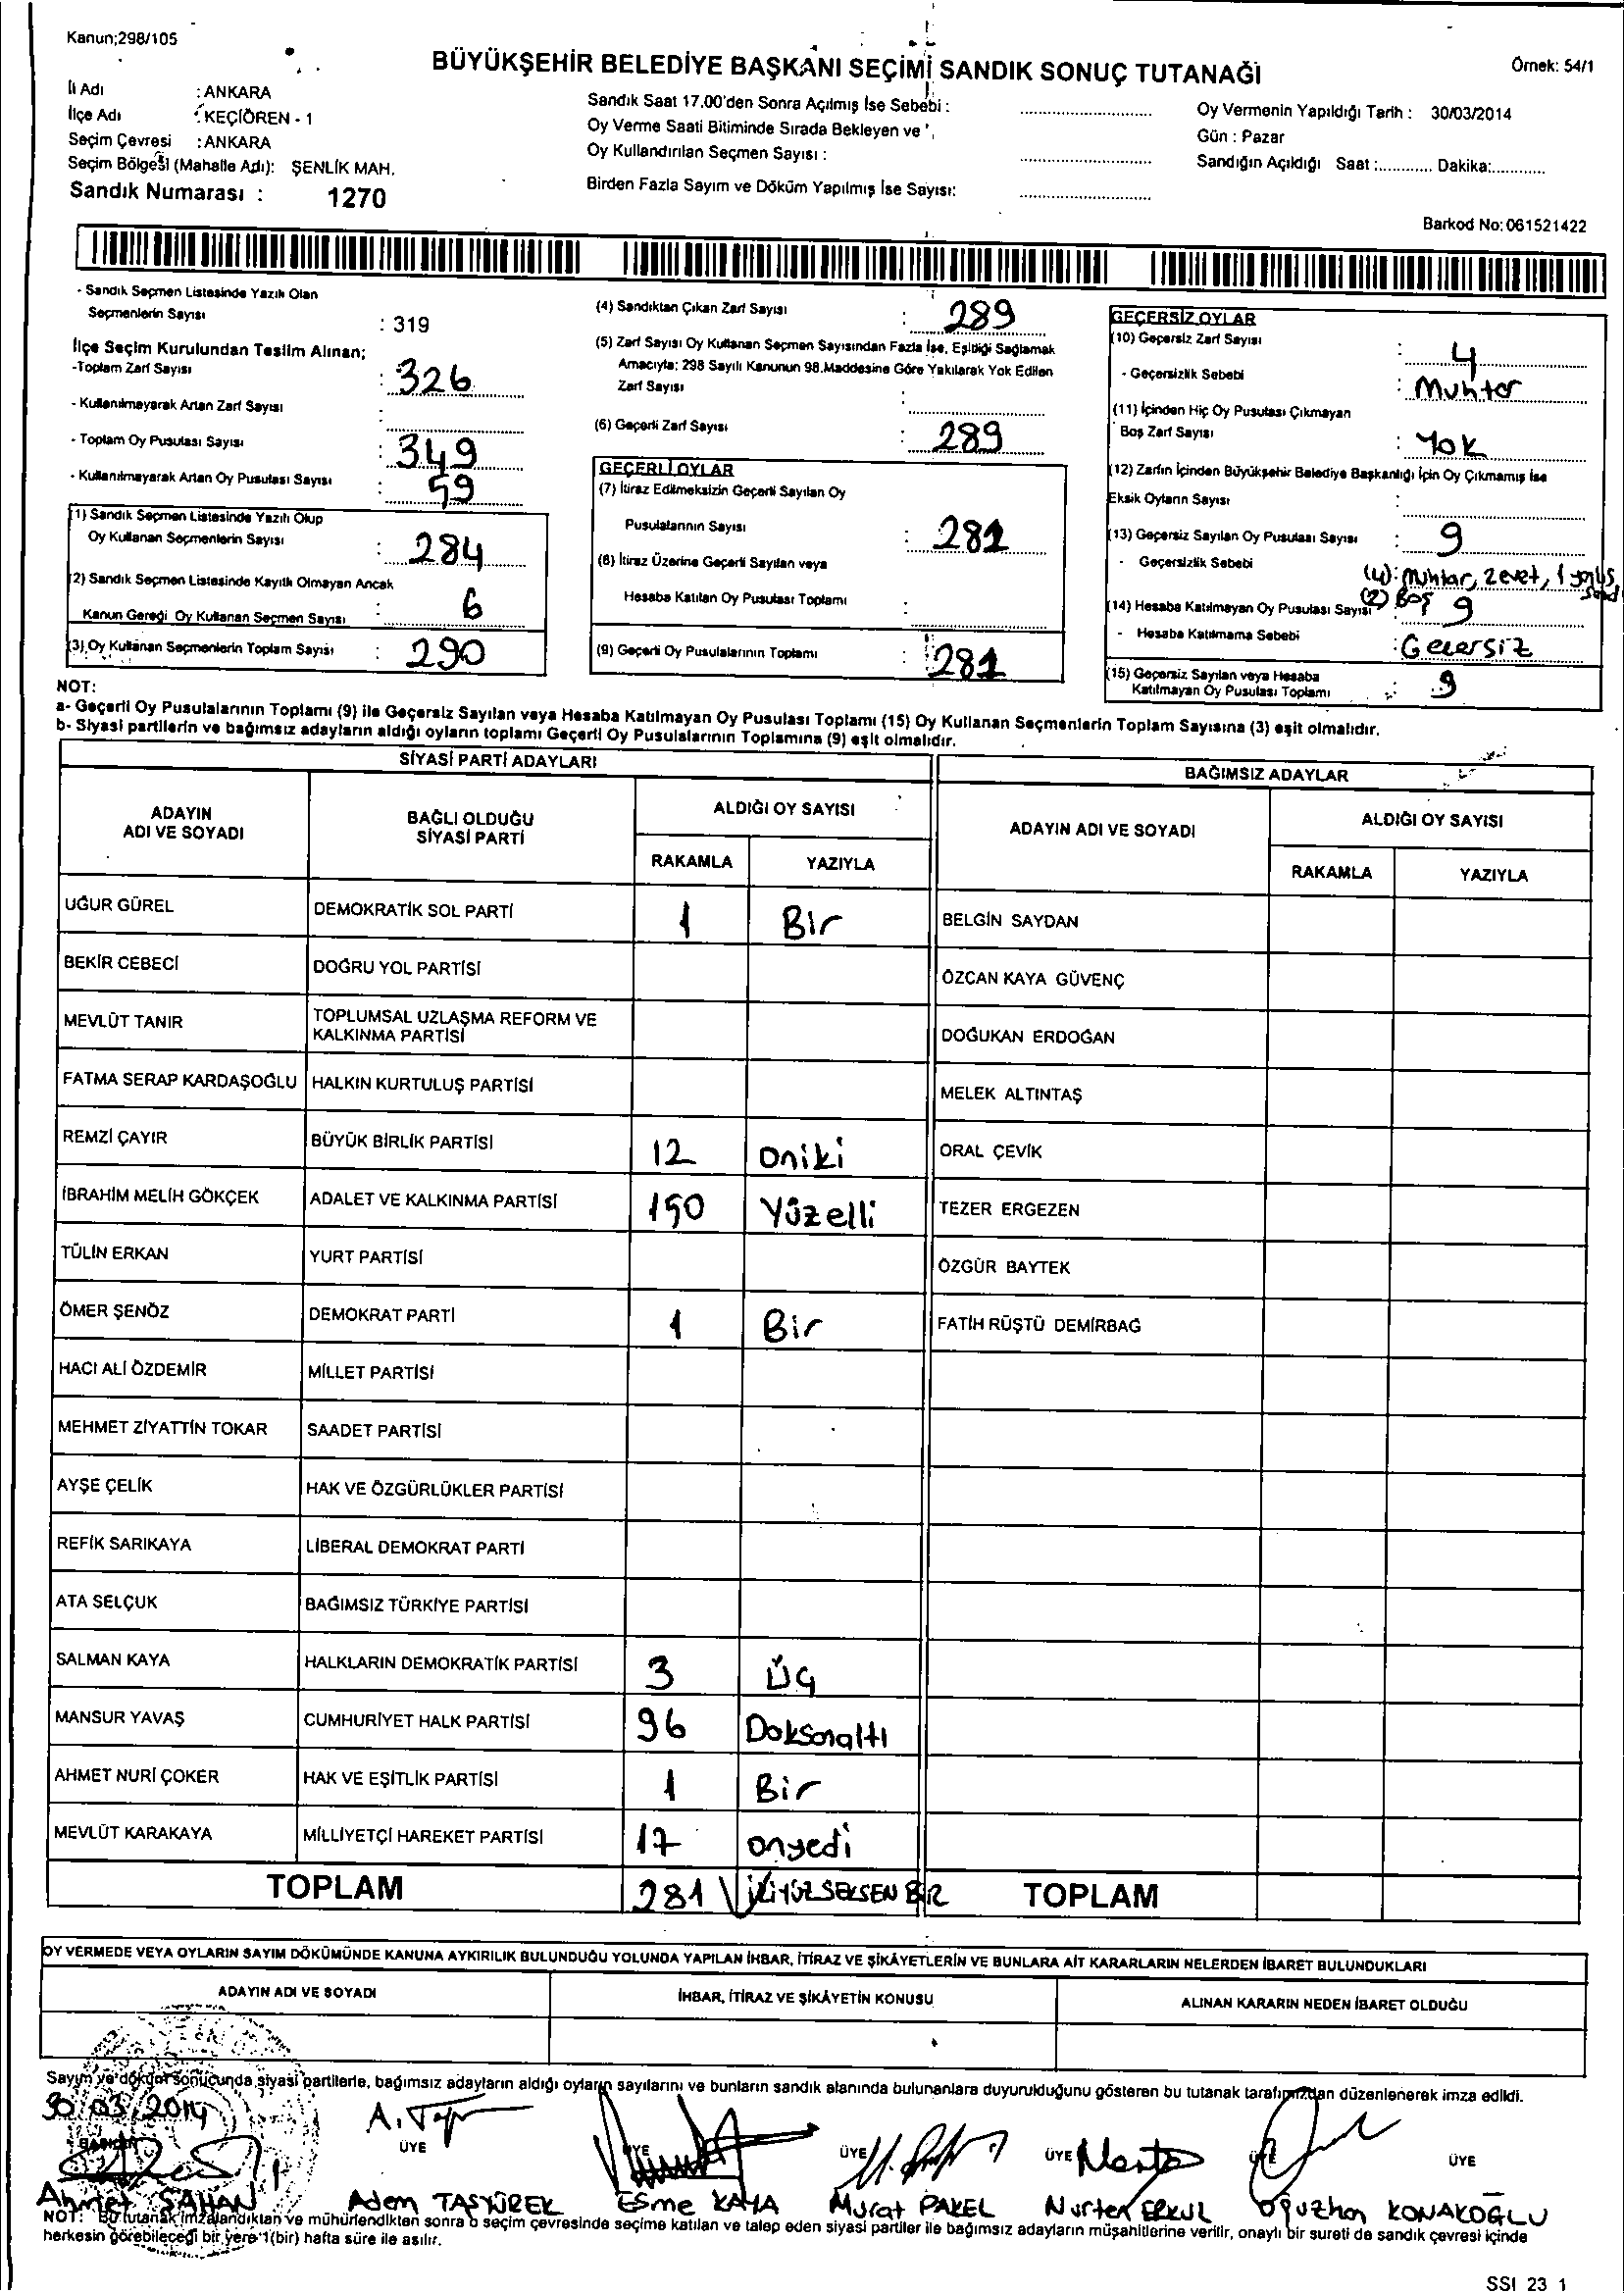 Kanun;298/105
BÜYÜKŞEHİR BELEDİYE BAŞKANI SEÇİMİ SANDIK SONUÇ TUTANAĞI
Örnek: 54/1
İli Adı : ANKARA
İlçe Adı : KEÇİÖREN - 1
Seçim Çevresi : ANKARA
Seçim Bölgesi (Mahalle Adı): ŞENLİK MAH.
Sandık Numarası : 1270
Sandık Saat 17.00'den Sonra Açılmış İse Sebebi :
Oy Verme Saati Bitiminde Sırada Bekleyen ve
Oy Kullandırılan Seçmen Sayısı :
Birden Fazla Sayım ve Döküm Yapılmış İse Sayısı:
Oy Vermenin Yapıldığı Tarih : 30/03/2014
Gün : Pazar
Sandığın Açıldığı Saat :............. Dakika:.............
Barkod No: 061521422
- Sandık Seçmen Listesinde Yazılı Olan
Seçmenlerin Sayısı : 319
İlçe Seçim Kurulundan Teslim Alınan;
-Toplam Zarf Sayısı : 326
- Kullanılmayarak Artan Zarf Sayısı :
- Toplam Oy Pusulası Sayısı : 349
- Kullanılmayarak Artan Oy Pusulası Sayısı : 59
(1) Sandık Seçmen Listesinde Yazılı Olup
Oy Kullanan Seçmenlerin Sayısı : 284
(2) Sandık Seçmen Listesinde Kayıtlı Olmayan Ancak
Kanun Gereği Oy Kullanan Seçmen Sayısı : 6
(3) Oy Kullanan Seçmenlerin Toplam Sayısı : 290
(4) Sandıktan Çıkan Zarf Sayısı : 289
(5) Zarf Sayısı Oy Kullanan Seçmen Sayısından Fazla İse, Eşitliği Sağlamak
Amacıyla; 298 Sayılı Kanunun 98.Maddesine Göre Yakılarak Yok Edilen
Zarf Sayısı :
(6) Geçerli Zarf Sayısı : 289
GEÇERLİ OYLAR
(7) İtiraz Edilmeksizin Geçerli Sayılan Oy
Pusulalarının Sayısı : 281
(8) İtiraz Üzerine Geçerli Sayılan veya
Hesaba Katılan Oy Pusulası Toplamı :
(9) Geçerli Oy Pusulalarının Toplamı : 281
GEÇERSİZ OYLAR
(10) Geçersiz Zarf Sayısı : 4
- Geçersizlik Sebebi : Muhtar
(11) İçinden Hiç Oy Pusulası Çıkmayan
Boş Zarf Sayısı : Yok
(12) Zarfın İçinden Büyükşehir Belediye Başkanlığı İçin Oy Çıkmamış İse
Eksik Oyların Sayısı :
(13) Geçersiz Sayılan Oy Pusulası Sayısı : 9
- Geçersizlik Sebebi (4): Muhtar, 2 evet, 1
(2) Boş
(14) Hesaba Katılmayan Oy Pusulası Sayısı : 9
- Hesaba Katılmama Sebebi : Gecersiz
(15) Geçersiz Sayılan veya Hesaba
Katılmayan Oy Pusulası Toplamı : 9
NOT:
a- Geçerli Oy Pusulalarının Toplamı (9) ile Geçersiz Sayılan veya Hesaba Katılmayan Oy Pusulası Toplamı (15) Oy Kullanan Seçmenlerin Toplam Sayısına (3) eşit olmalıdır.
b- Siyasi partilerin ve bağımsız adayların aldığı oyların toplamı Geçerli Oy Pusulalarının Toplamına (9) eşit olmalıdır.
SİYASİ PARTİ ADAYLARI
BAĞIMSIZ ADAYLAR
ADAYIN ADI VE SOYADI
BAĞLI OLDUĞU SİYASİ PARTİ
ALDIĞI OY SAYISI
RAKAMLA YAZIYLA
ADAYIN ADI VE SOYADI
ALDIĞI OY SAYISI
RAKAMLA YAZIYLA
UĞUR GÜREL DEMOKRATİK SOL PARTİ 1 Bir BELGİN SAYDAN
BEKİR CEBECİ DOĞRU YOL PARTİSİ ÖZCAN KAYA GÜVENÇ
MEVLÜT TANIR TOPLUMSAL UZLAŞMA REFORM VE KALKINMA PARTİSİ DOĞUKAN ERDOĞAN
FATMA SERAP KARDAŞOĞLU HALKIN KURTULUŞ PARTİSİ MELEK ALTINTAŞ
REMZİ ÇAYIR BÜYÜK BİRLİK PARTİSİ 12 oniki ORAL ÇEVİK
İBRAHİM MELİH GÖKÇEK ADALET VE KALKINMA PARTİSİ 150 Yüzelli TEZER ERGEZEN
TÜLİN ERKAN YURT PARTİSİ ÖZGÜR BAYTEK
ÖMER ŞENÖZ DEMOKRAT PARTİ 1 Bir FATİH RÜŞTÜ DEMİRBAĞ
HACI ALİ ÖZDEMİR MİLLET PARTİSİ
MEHMET ZİYATTİN TOKAR SAADET PARTİSİ
AYŞE ÇELİK HAK VE ÖZGÜRLÜKLER PARTİSİ
REFİK SARIKAYA LİBERAL DEMOKRAT PARTİ
ATA SELÇUK BAĞIMSIZ TÜRKİYE PARTİSİ
SALMAN KAYA HALKLARIN DEMOKRATİK PARTİSİ 3 Üç
MANSUR YAVAŞ CUMHURİYET HALK PARTİSİ 96 Doksanaltı
AHMET NURİ ÇOKER HAK VE EŞİTLİK PARTİSİ 1 Bir
MEVLÜT KARAKAYA MİLLİYETÇİ HAREKET PARTİSİ 17 onyedi
TOPLAM 281 İKİYÜZSEKSEN BİR TOPLAM
OY VERMEDE VEYA OYLARIN SAYIM DÖKÜMÜNDE KANUNA AYKIRILIK BULUNDUĞU YOLUNDA YAPILAN İHBAR, İTİRAZ VE ŞİKÂYETLERİN VE BUNLARA AİT KARARLARIN NELERDEN İBARET BULUNDUKLARI
ADAYIN ADI VE SOYADI İHBAR, İTİRAZ VE ŞİKÂYETİN KONUSU ALINAN KARARIN NEDEN İBARET OLDUĞU
Sayım ve döküm sonucunda siyasi partilerle, bağımsız adayların aldığı oyların sayılarını ve bunların sandık alanında bulunanlara duyurulduğunu gösteren bu tutanak tarafımızdan düzenlenerek imza edildi.
30.03.2014
BAŞKAN ÜYE ÜYE ÜYE ÜYE ÜYE ÜYE
Ahmet ŞAHAN Adem TAŞYÜREK Esme KAYA Murat PAKEL Nurten ERKUL Oğuzhan KONAKOĞLU
NOT: Bu tutanak imzalandıktan ve mühürlendikten sonra o seçim çevresinde seçime katılan ve talep eden siyasi partiler ile bağımsız adayların müşahitlerine verilir, onaylı bir sureti de sandık çevresi içinde
herkesin görebileceği bir yere 1(bir) hafta süre ile asılır.
SSI 23 1